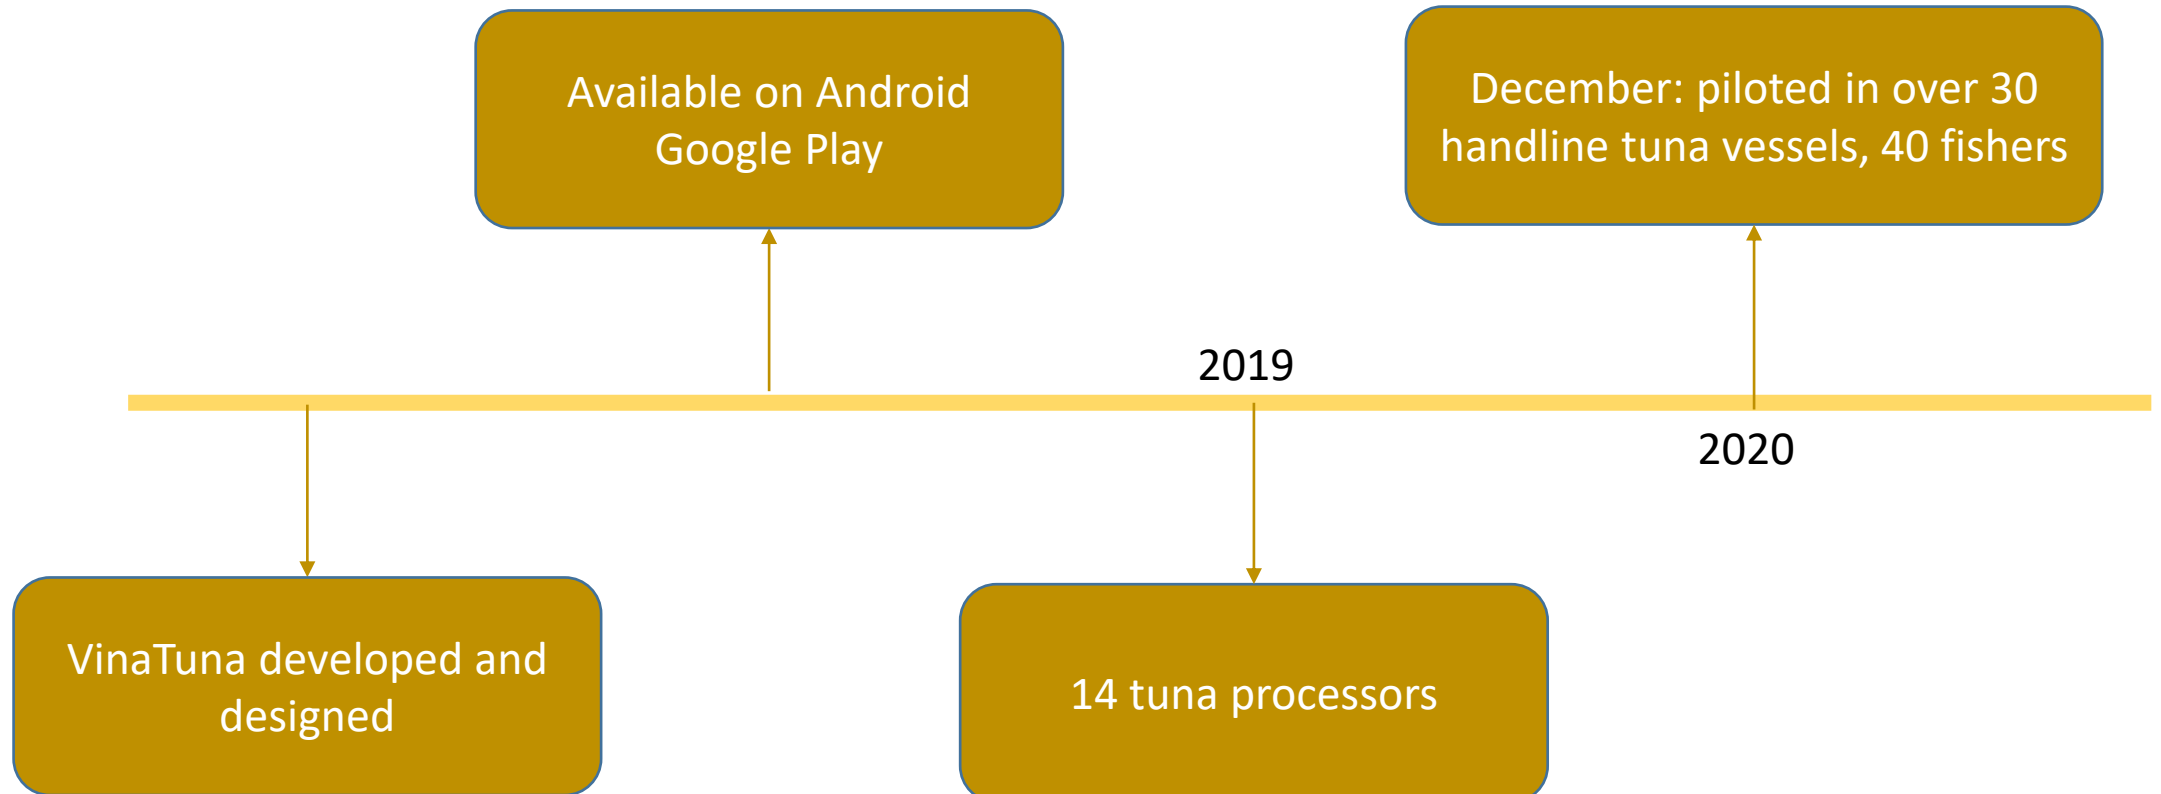 Available on Android
Google Play
December: piloted in over 30
handline tuna vessels, 40 fishers
2019
2020
VinaTuna developed and
designed
14 tuna processors